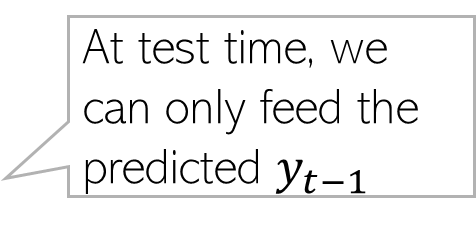 At test time, we
can only feed the
predicted $y_{t-1}$